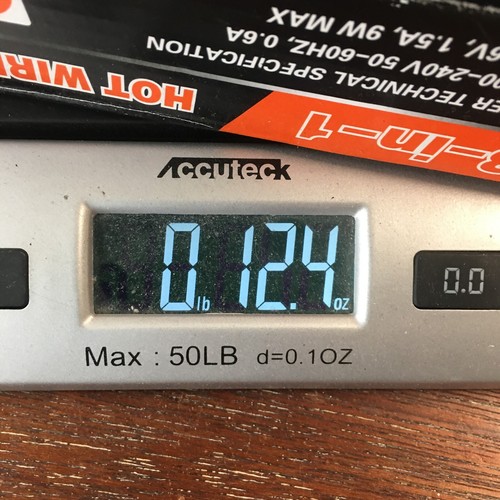 6V, 1.5A, 9W MAX
00-240V 50-60HZ, 0.6A
ER TECHNICAL SPECIFICATION
HOT WIR
3-in-1
Accuteck
0 lb 12.4 oz
0.0
Max : 50LB d=0.1OZ